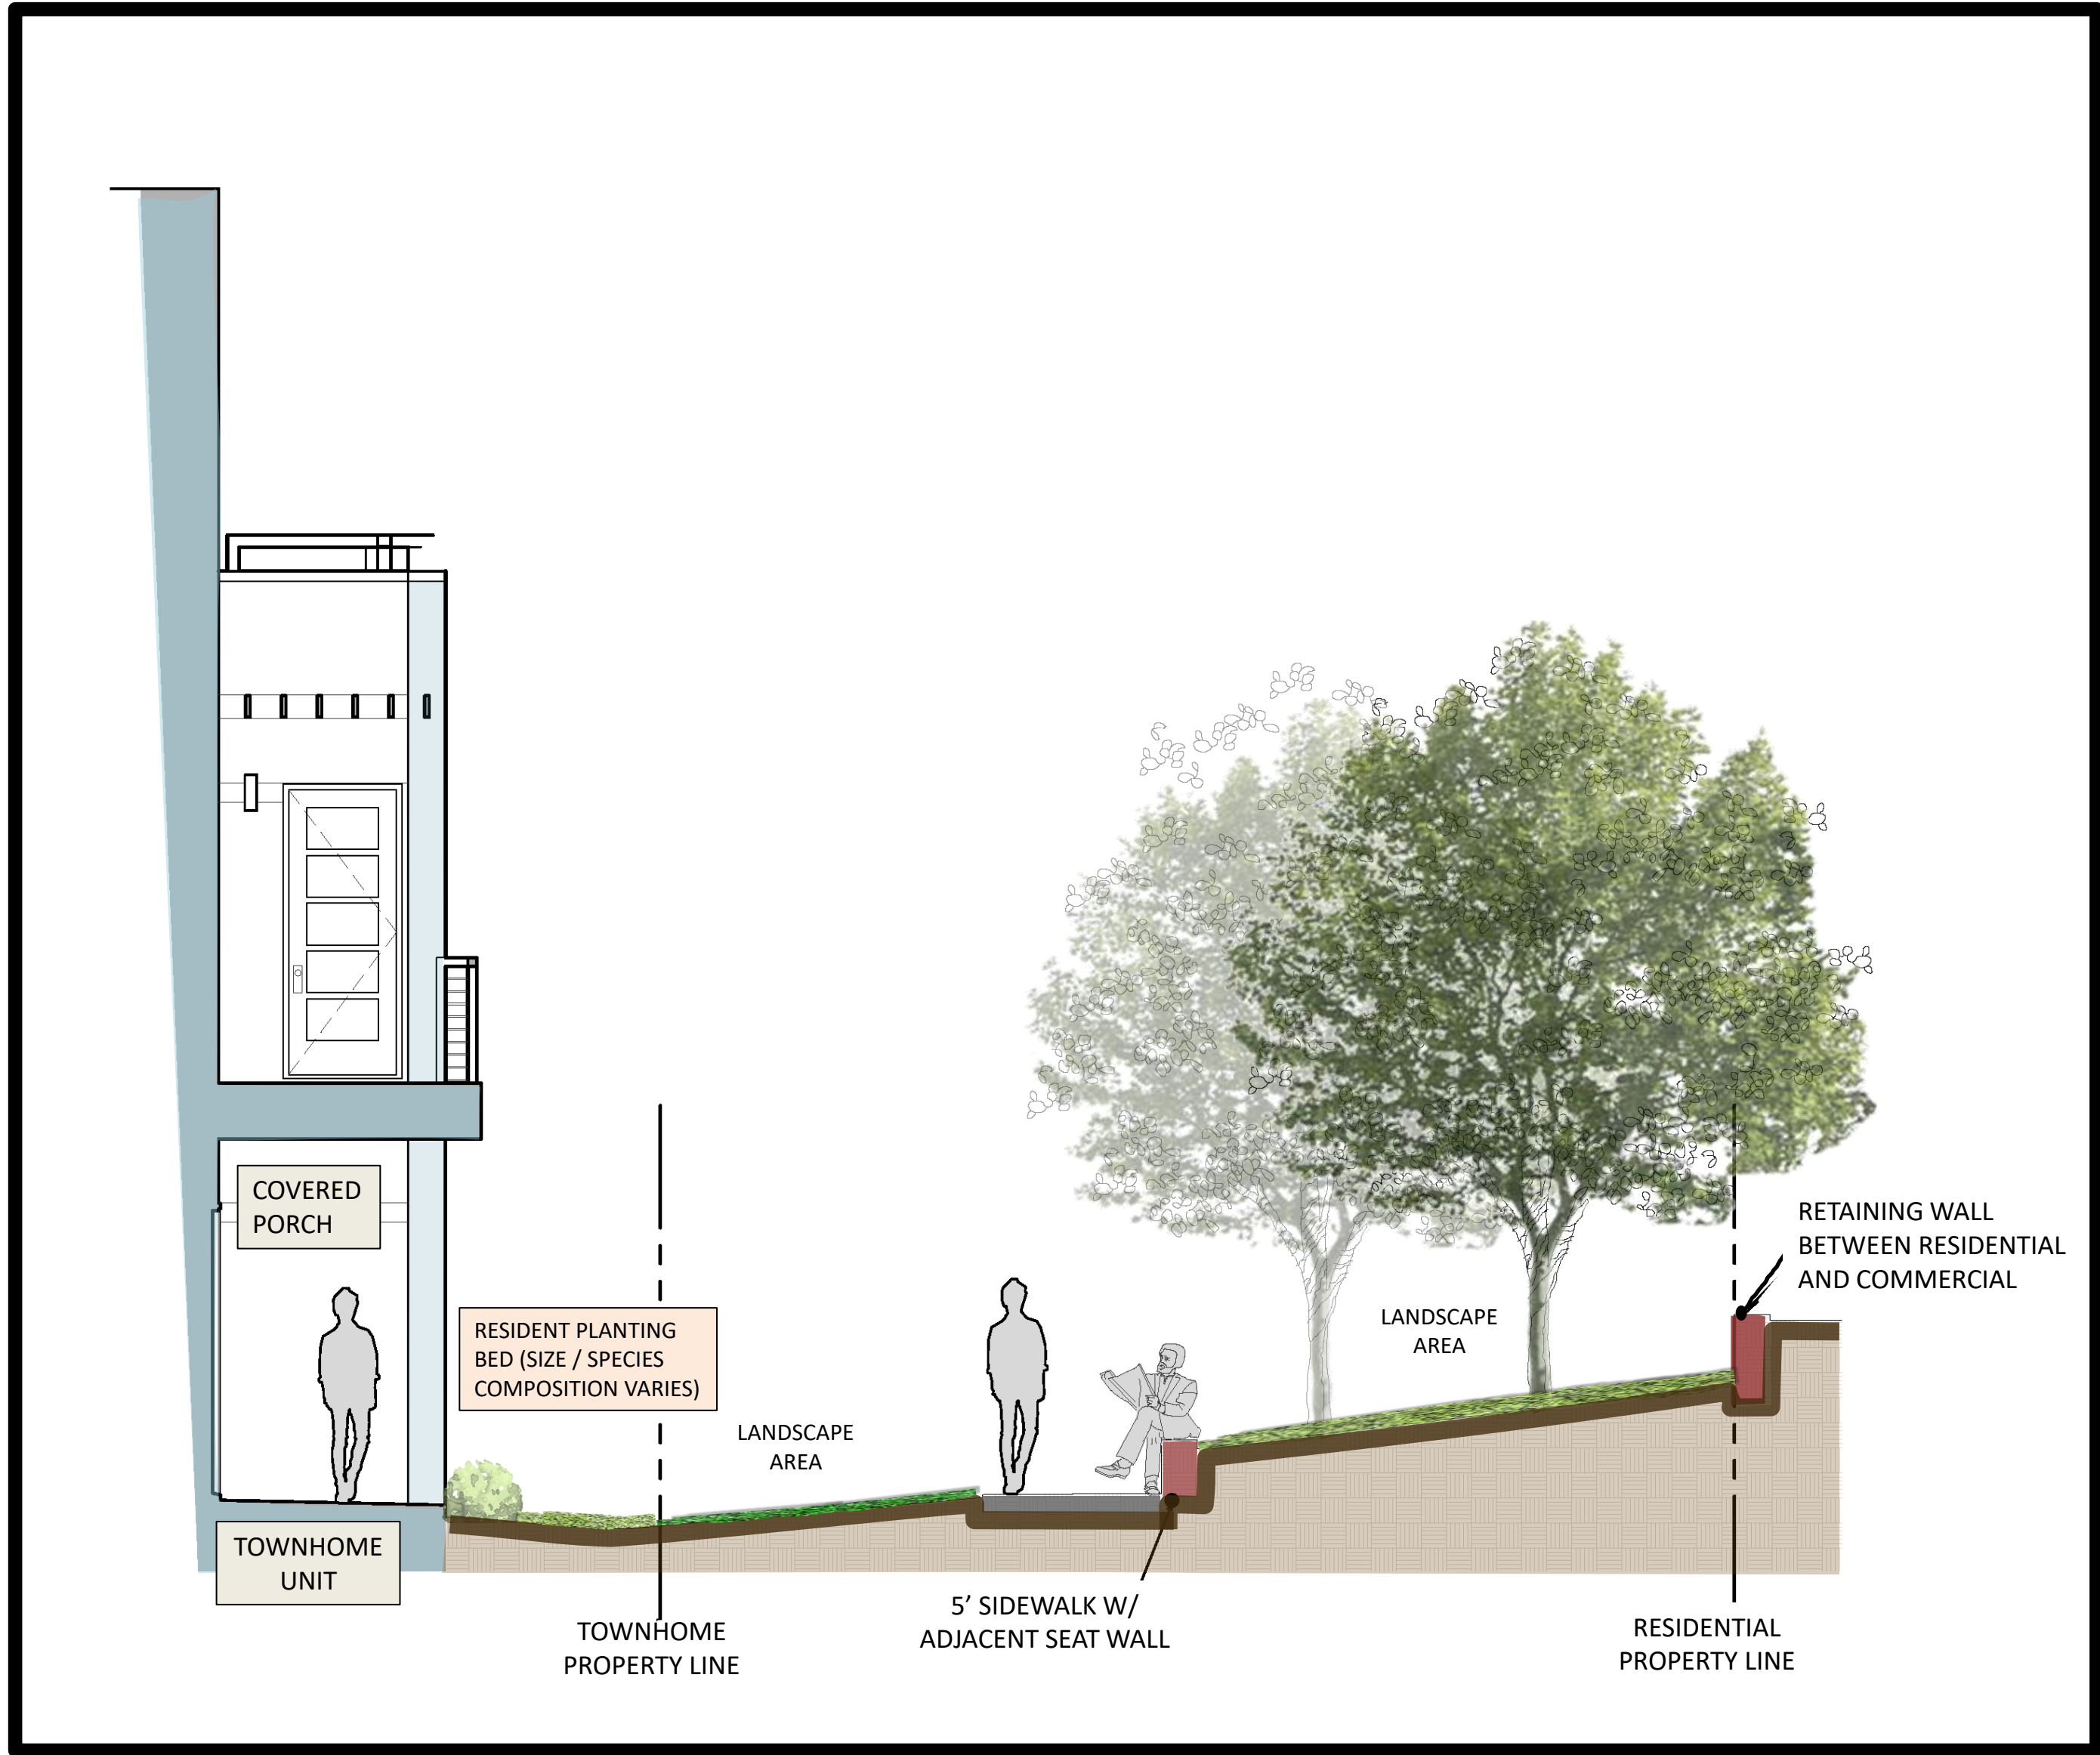 COVERED
PORCH
RETAINING WALL
BETWEEN RESIDENTIAL
AND COMMERCIAL
RESIDENT PLANTING
BED (SIZE / SPECIES
COMPOSITION VARIES)
LANDSCAPE
AREA
LANDSCAPE
AREA
TOWNHOME
UNIT
TOWNHOME
PROPERTY LINE
5’ SIDEWALK W/
ADJACENT SEAT WALL
RESIDENTIAL
PROPERTY LINE